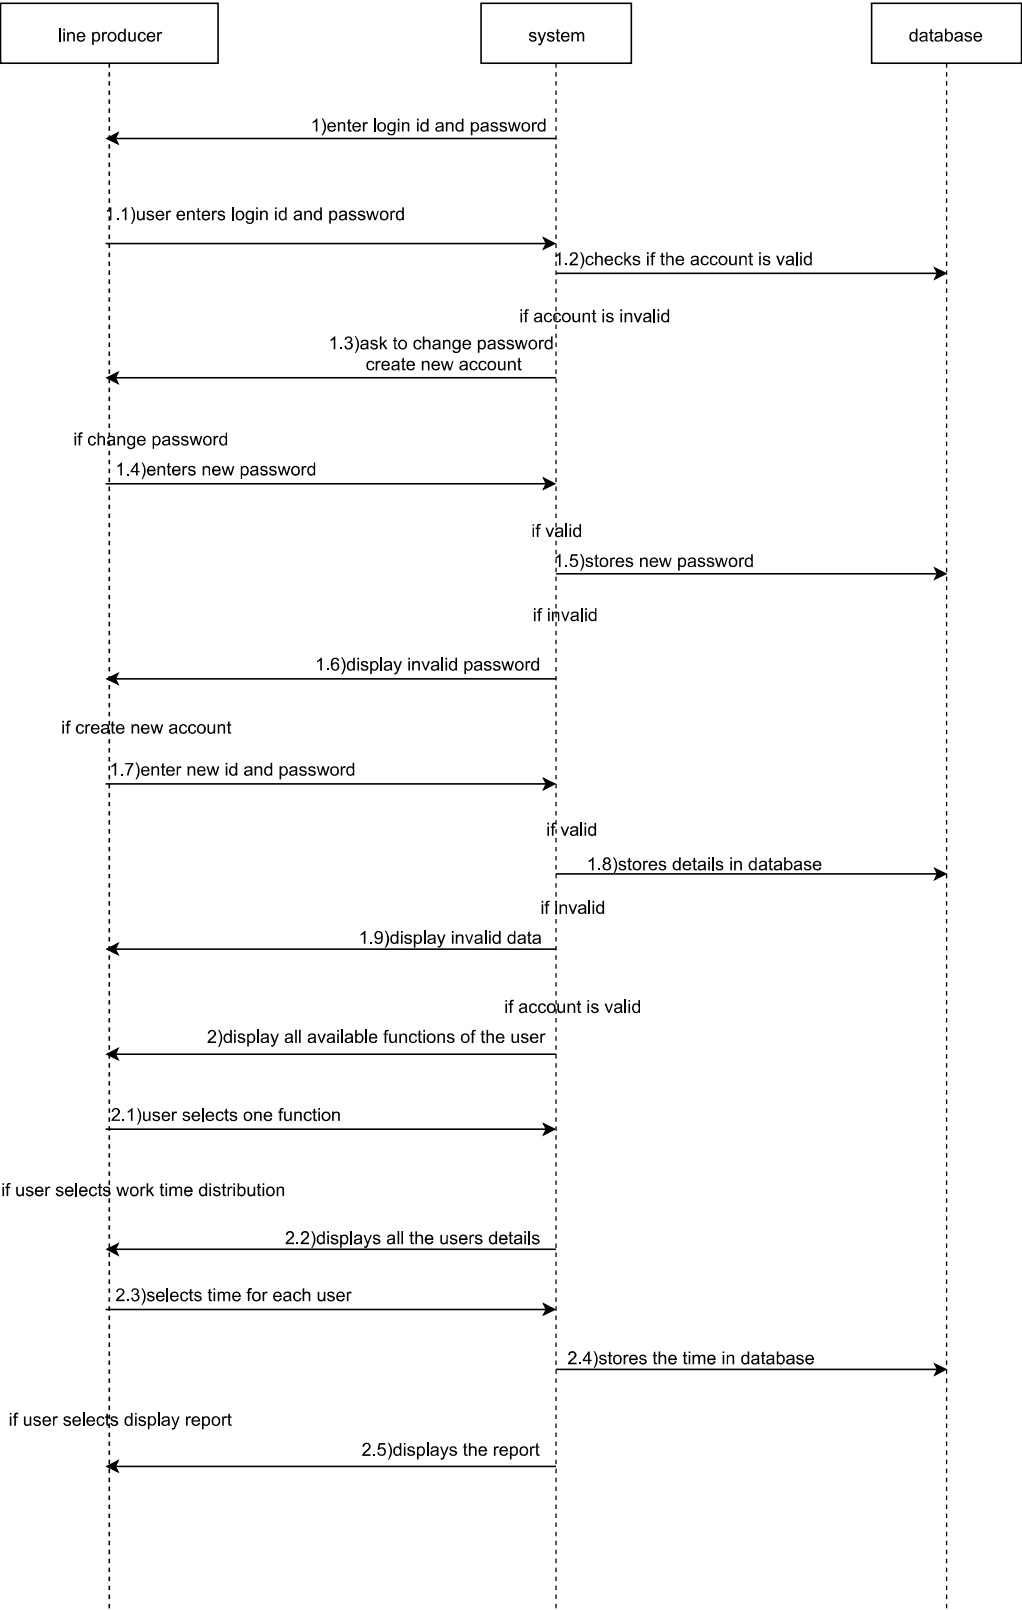 line producer
system
database
1)enter login id and password
1.1)user enters login id and password
1.2)checks if the account is valid
if account is invalid
1.3)ask to change password
create new account
if change password
1.4)enters new password
if valid
1.5)stores new password
if invalid
1.6)display invalid password
if create new account
1.7)enter new id and password
if valid
1.8)stores details in database
if Invalid
1.9)display invalid data
if account is valid
2)display all available functions of the user
2.1)user selects one function
if user selects work time distribution
2.2)displays all the users details
2.3)selects time for each user
2.4)stores the time in database
if user selects display report
2.5)displays the report